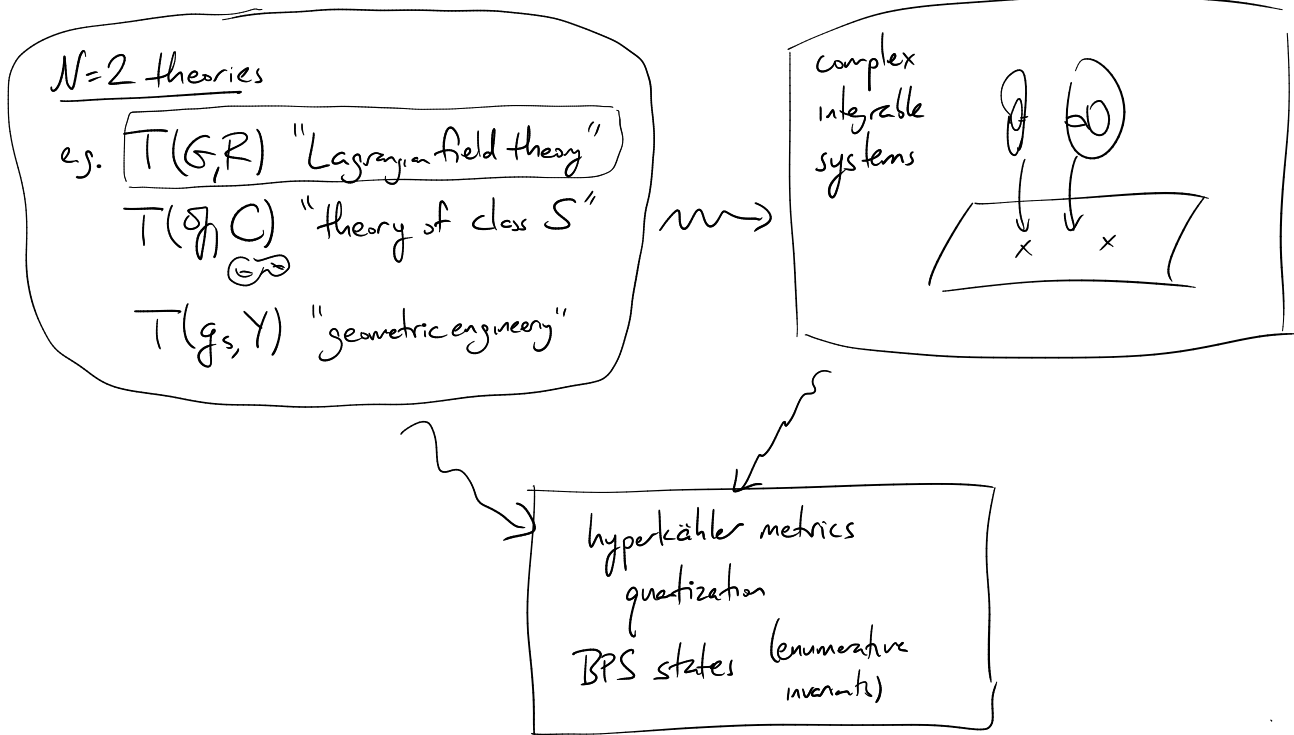 N=2 theories
e.g. T(G,R) "Lagrangian field theory"
T(𝔤, C) "theory of class S"
T(g_s, Y) "geometric engineering"
complex
integrable
systems
x x
hyperkähler metrics
quantization
BPS states (enumerative
invariants)